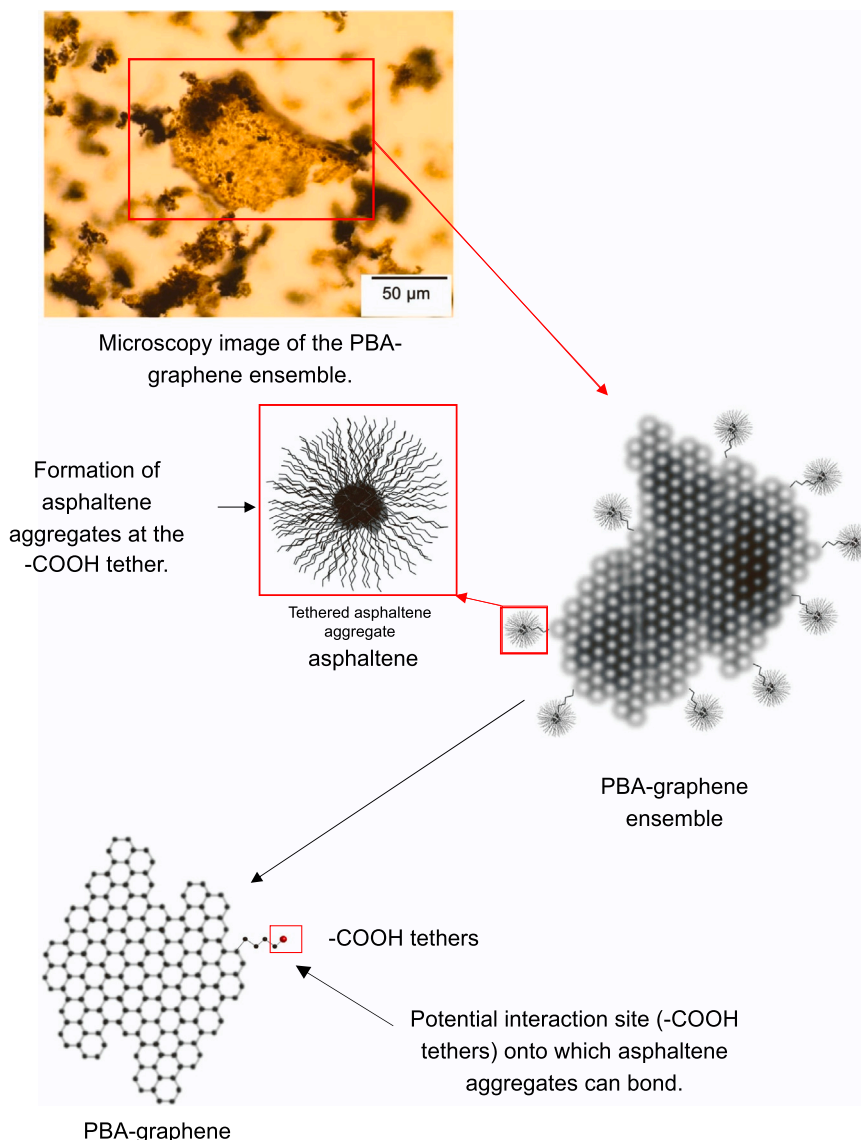 50 μm
Microscopy image of the PBA-
graphene ensemble.
Formation of
asphaltene
aggregates at the
-COOH tether.
Tethered asphaltene
aggregate
asphaltene
PBA-graphene
ensemble
-COOH tethers
Potential interaction site (-COOH
tethers) onto which asphaltene
aggregates can bond.
PBA-graphene